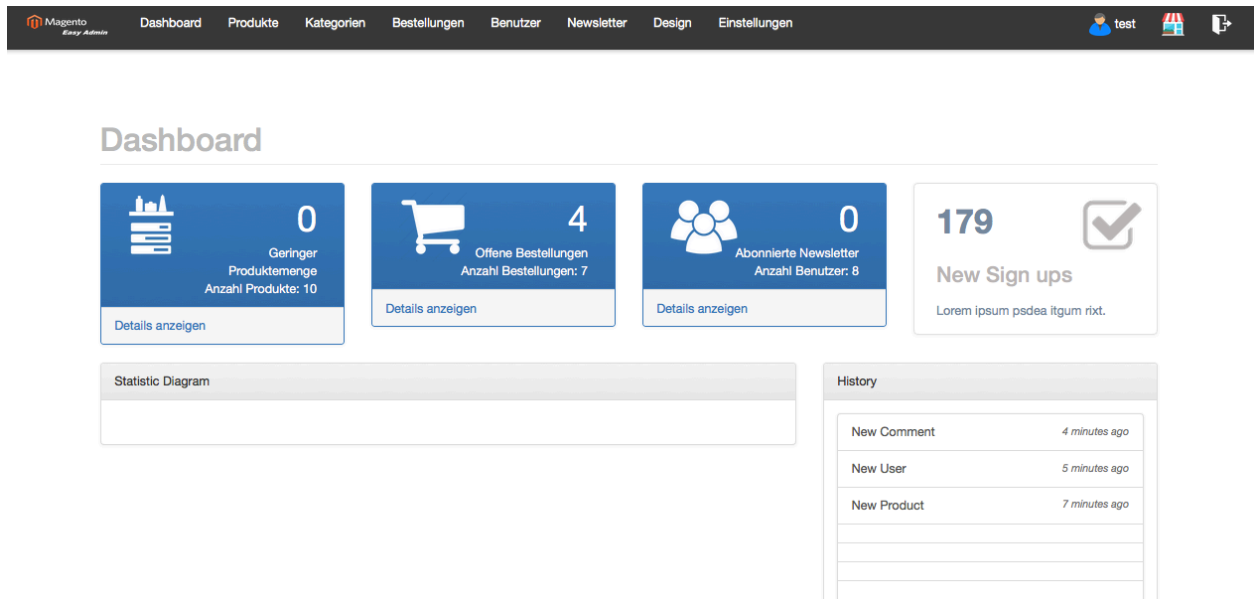 Magento
Easy Admin
Dashboard
Produkte
Kategorien
Bestellungen
Benutzer
Newsletter
Design
Einstellungen
test
Dashboard
0
Geringer
Produktemenge
Anzahl Produkte: 10
Details anzeigen
4
Offene Bestellungen
Anzahl Bestellungen: 7
Details anzeigen
0
Abonnierte Newsletter
Anzahl Benutzer: 8
Details anzeigen
179
New Sign ups
Lorem ipsum psdea itgum rixt.
Statistic Diagram
History
New Comment 4 minutes ago
New User 5 minutes ago
New Product 7 minutes ago